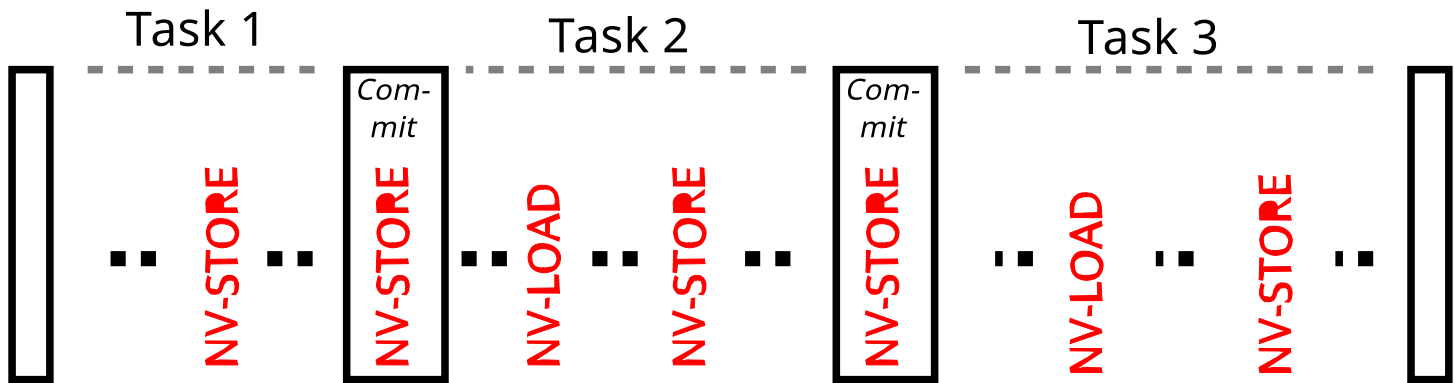 Task 1
Task 2
Task 3
Com-
mit
Com-
mit
NV-STORE
NV-STORE
NV-LOAD
NV-STORE
NV-STORE
NV-LOAD
NV-STORE